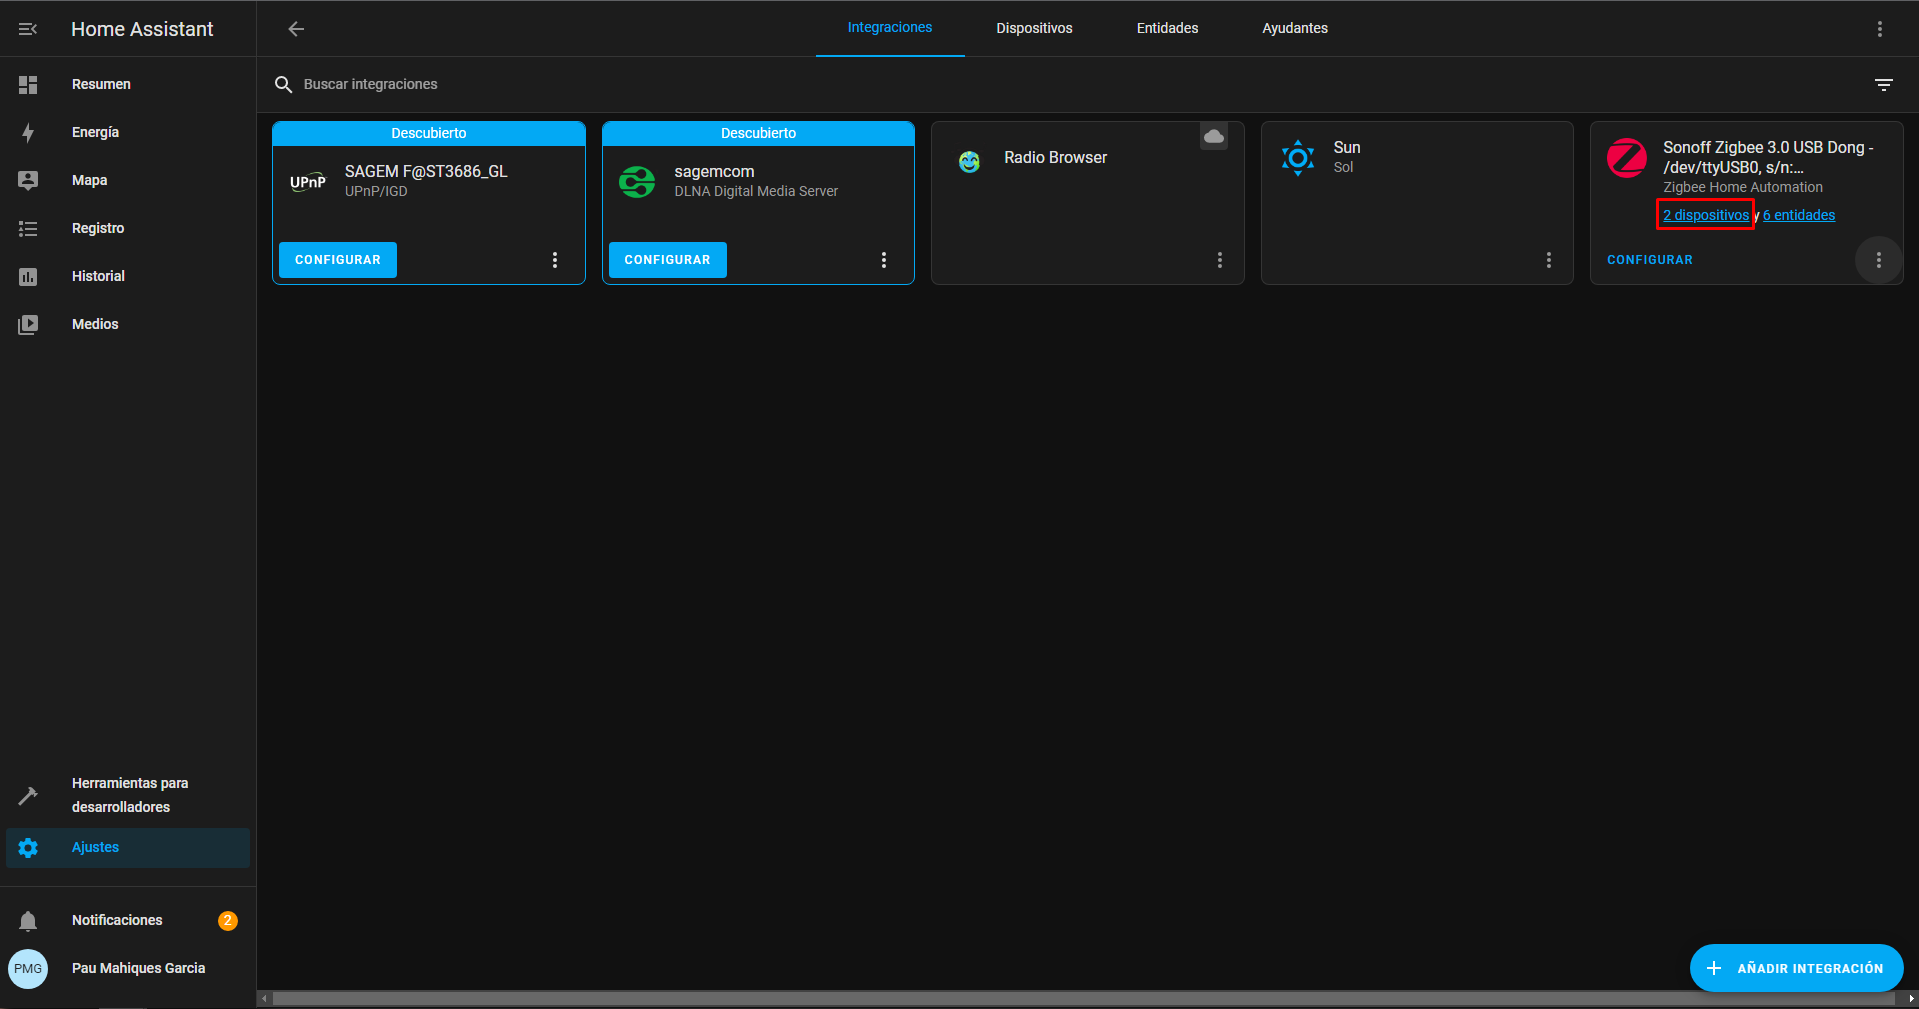 Home Assistant
Integraciones
Dispositivos
Entidades
Ayudantes
Resumen
Energía
Mapa
Registro
Historial
Medios
Herramientas para
desarrolladores
Ajustes
Notificaciones
2
PMG
Pau Mahiques Garcia
Buscar integraciones
Descubierto
UPnP
SAGEM F@ST3686_GL
UPnP/IGD
CONFIGURAR
Descubierto
sagemcom
DLNA Digital Media Server
CONFIGURAR
Radio Browser
Sun
Sol
Sonoff Zigbee 3.0 USB Dong -
/dev/ttyUSB0, s/n:...
Zigbee Home Automation
2 dispositivos y 6 entidades
CONFIGURAR
AÑADIR INTEGRACIÓN